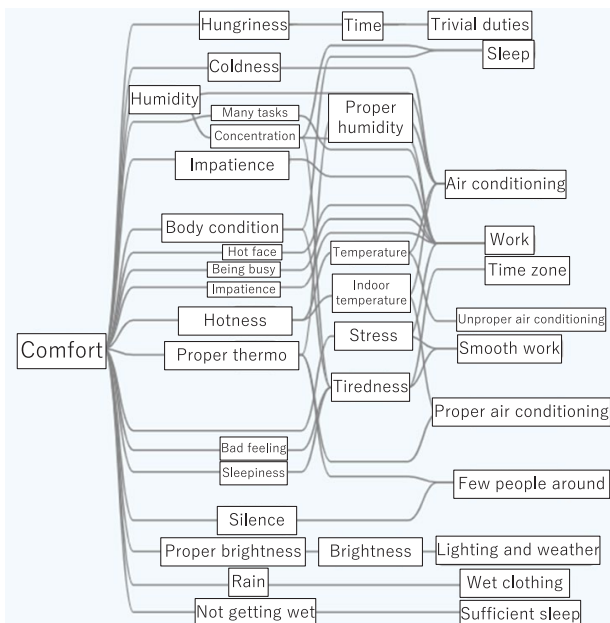 Hungriness
Time
Trivial duties
Sleep
Coldness
Humidity
Many tasks
Concentration
Proper
humidity
Impatience
Air conditioning
Body condition
Hot face
Being busy
Impatience
Temperature
Work
Time zone
Indoor
temperature
Hotness
Unproper air conditioning
Stress
Smooth work
Comfort
Proper thermo
Tiredness
Proper air conditioning
Bad feeling
Sleepiness
Few people around
Silence
Proper brightness
Brightness
Lighting and weather
Rain
Wet clothing
Not getting wet
Sufficient sleep